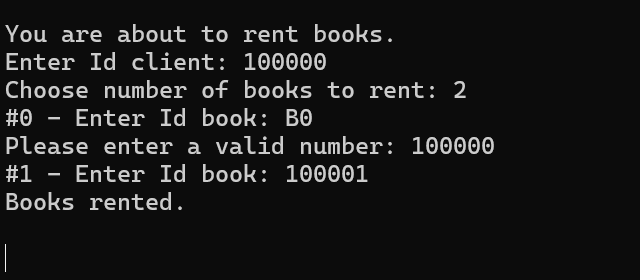 You are about to rent books.
Enter Id client: 100000
Choose number of books to rent: 2
#0 - Enter Id book: B0
Please enter a valid number: 100000
#1 - Enter Id book: 100001
Books rented.